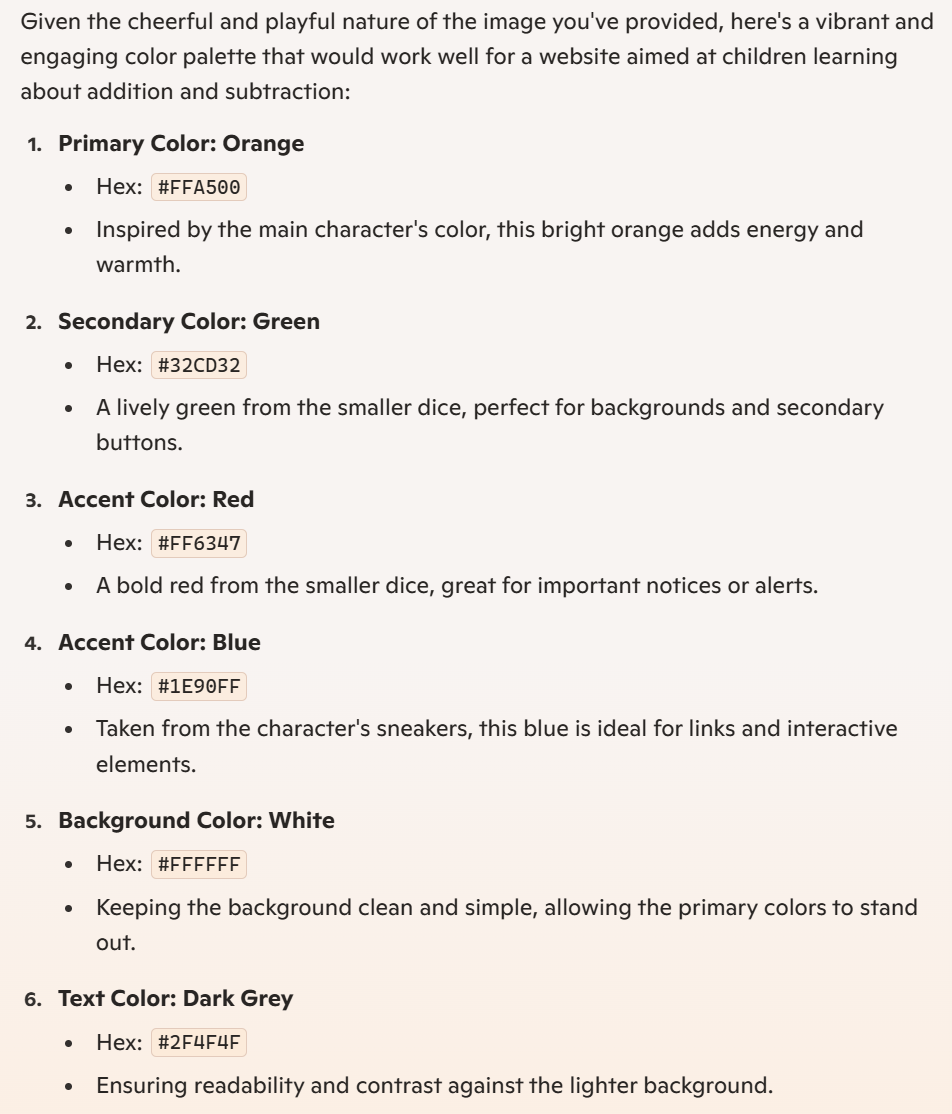 Given the cheerful and playful nature of the image you've provided, here's a vibrant and
engaging color palette that would work well for a website aimed at children learning
about addition and subtraction:
1. Primary Color: Orange
• Hex: #FFA500
• Inspired by the main character's color, this bright orange adds energy and
warmth.
2. Secondary Color: Green
• Hex: #32CD32
• A lively green from the smaller dice, perfect for backgrounds and secondary
buttons.
3. Accent Color: Red
• Hex: #FF6347
• A bold red from the smaller dice, great for important notices or alerts.
4. Accent Color: Blue
• Hex: #1E90FF
• Taken from the character's sneakers, this blue is ideal for links and interactive
elements.
5. Background Color: White
• Hex: #FFFFFF
• Keeping the background clean and simple, allowing the primary colors to stand
out.
6. Text Color: Dark Grey
• Hex: #2F4F4F
• Ensuring readability and contrast against the lighter background.